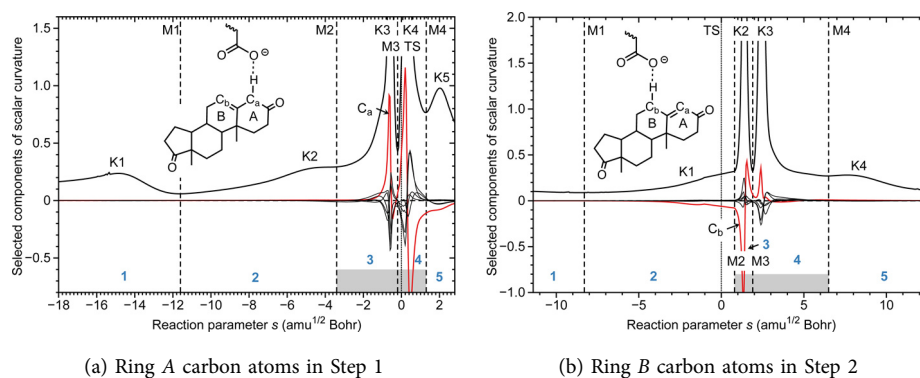 M1
M2
K3
K4
M4
M3
TS
K5
Ca
K1
K2
O⊖
H
Cb
Ca
B
A
O
O
1
2
3
4
5
1.5
1.0
0.5
0.0
−0.5
Selected components of scalar curvature
−18
−16
−14
−12
−10
−8
−6
−4
−2
0
2
Reaction parameter s (amu1/2 Bohr)
(a) Ring A carbon atoms in Step 1
M1
TS
K2
K3
M4
O⊖
H
Cb
Ca
B
A
O
O
K1
K4
Cb
3
M2
M3
4
1
2
5
2.0
1.5
1.0
0.5
0.0
−0.5
−1.0
Selected components of scalar curvature
−10
−5
0
5
10
Reaction parameter s (amu1/2 Bohr)
(b) Ring B carbon atoms in Step 2